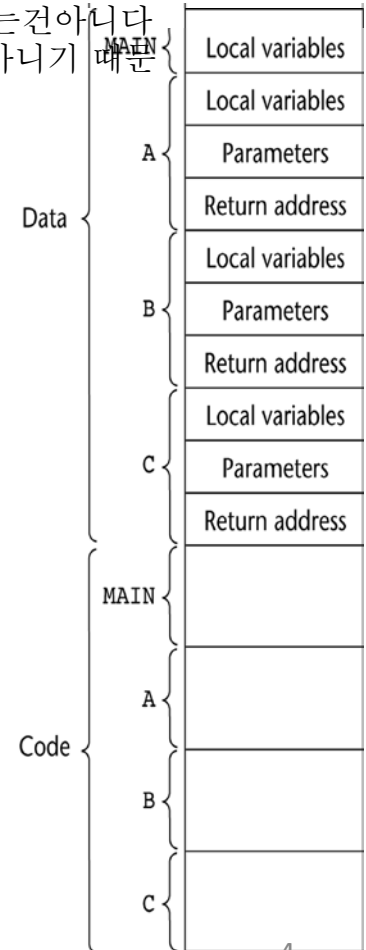 는건아니다
아니기 때문
MAIN Local variables
Local variables
A Parameters
Return address
Data
Local variables
B Parameters
Return address
Local variables
C Parameters
Return address
MAIN
A
Code
B
C